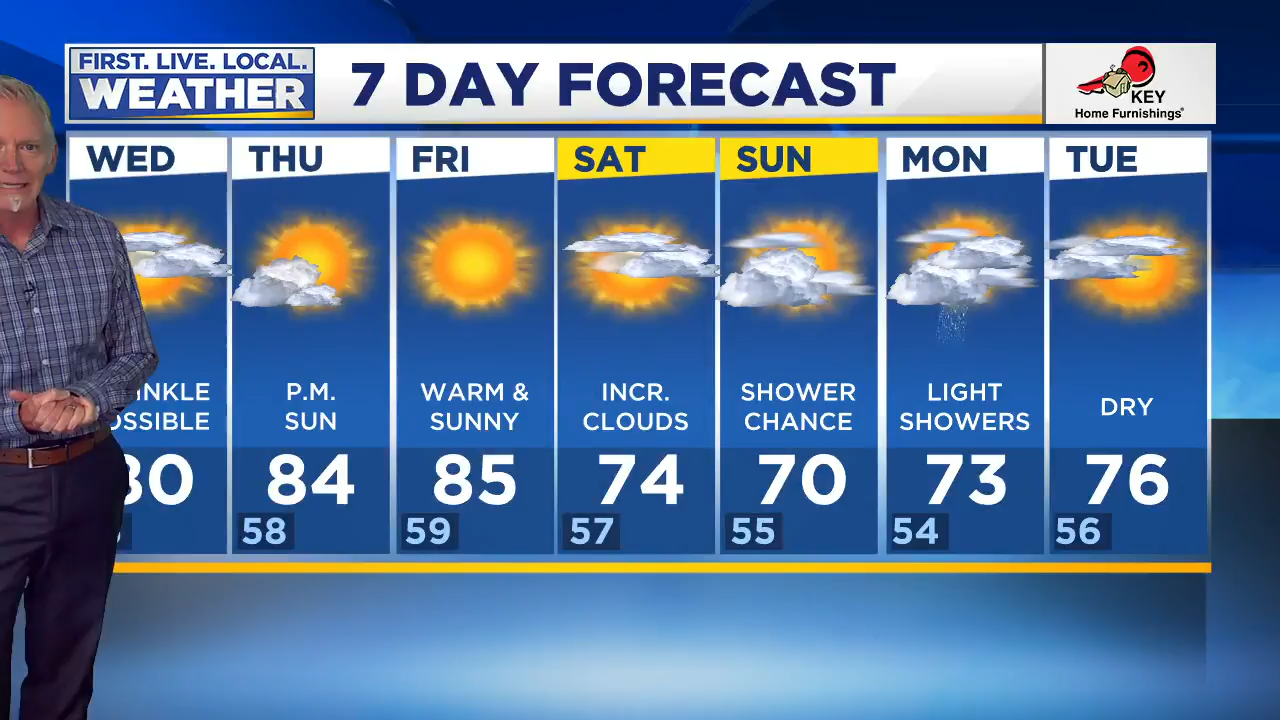 FIRST. LIVE. LOCAL.
WEATHER
7 DAY FORECAST
KEY
Home Furnishings
WED
THU
FRI
SAT
SUN
MON
TUE
P.M.
SUN
WARM &
SUNNY
INCR.
CLOUDS
SHOWER
CHANCE
LIGHT
SHOWERS
DRY
84
85
74
70
73
76
58
59
57
55
54
56